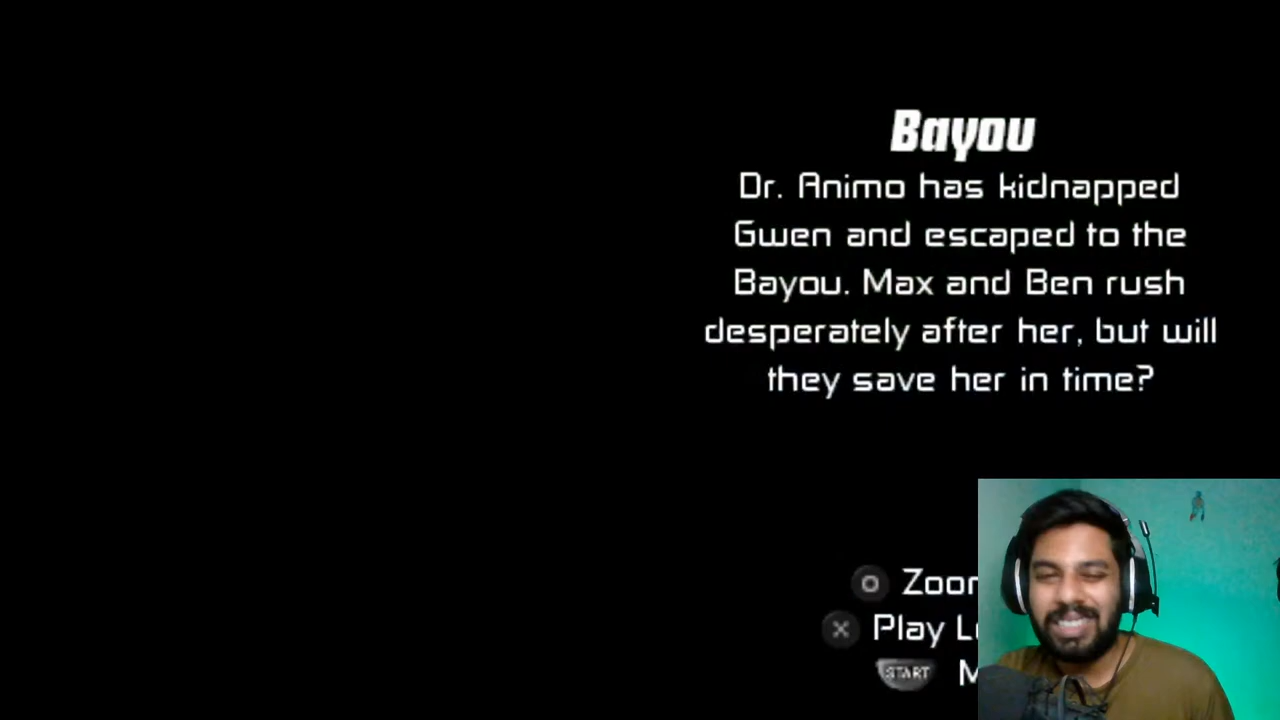 Bayou
Dr. Animo has kidnapped
Gwen and escaped to the
Bayou. Max and Ben rush
desperately after her, but will
they save her in time?
Play
START